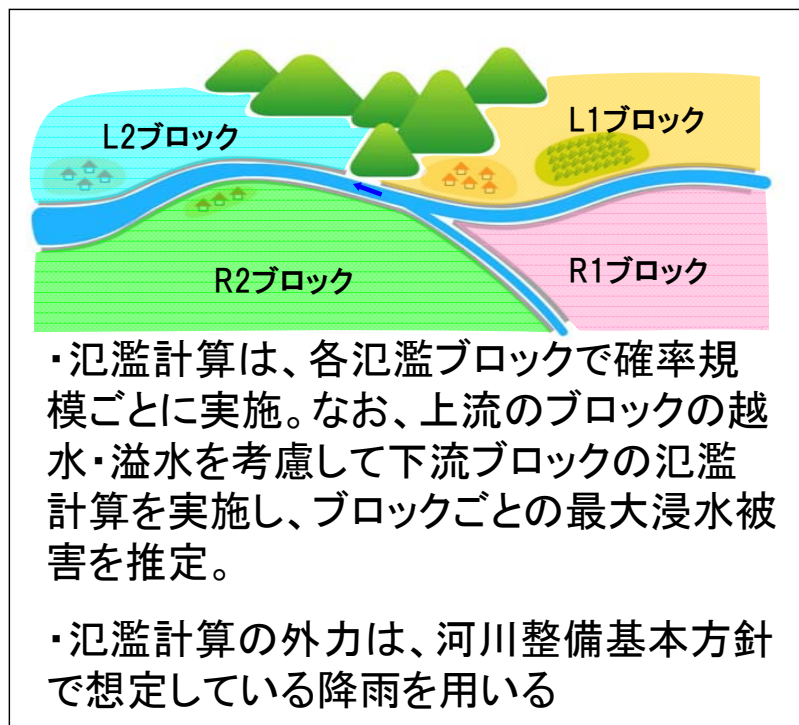 L2ブロック
L1ブロック
R2ブロック
R1ブロック
・氾濫計算は、各氾濫ブロックで確率規
模ごとに実施。なお、上流のブロックの越
水・溢水を考慮して下流ブロックの氾濫
計算を実施し、ブロックごとの最大浸水被
害を推定。
・氾濫計算の外力は、河川整備基本方針
で想定している降雨を用いる